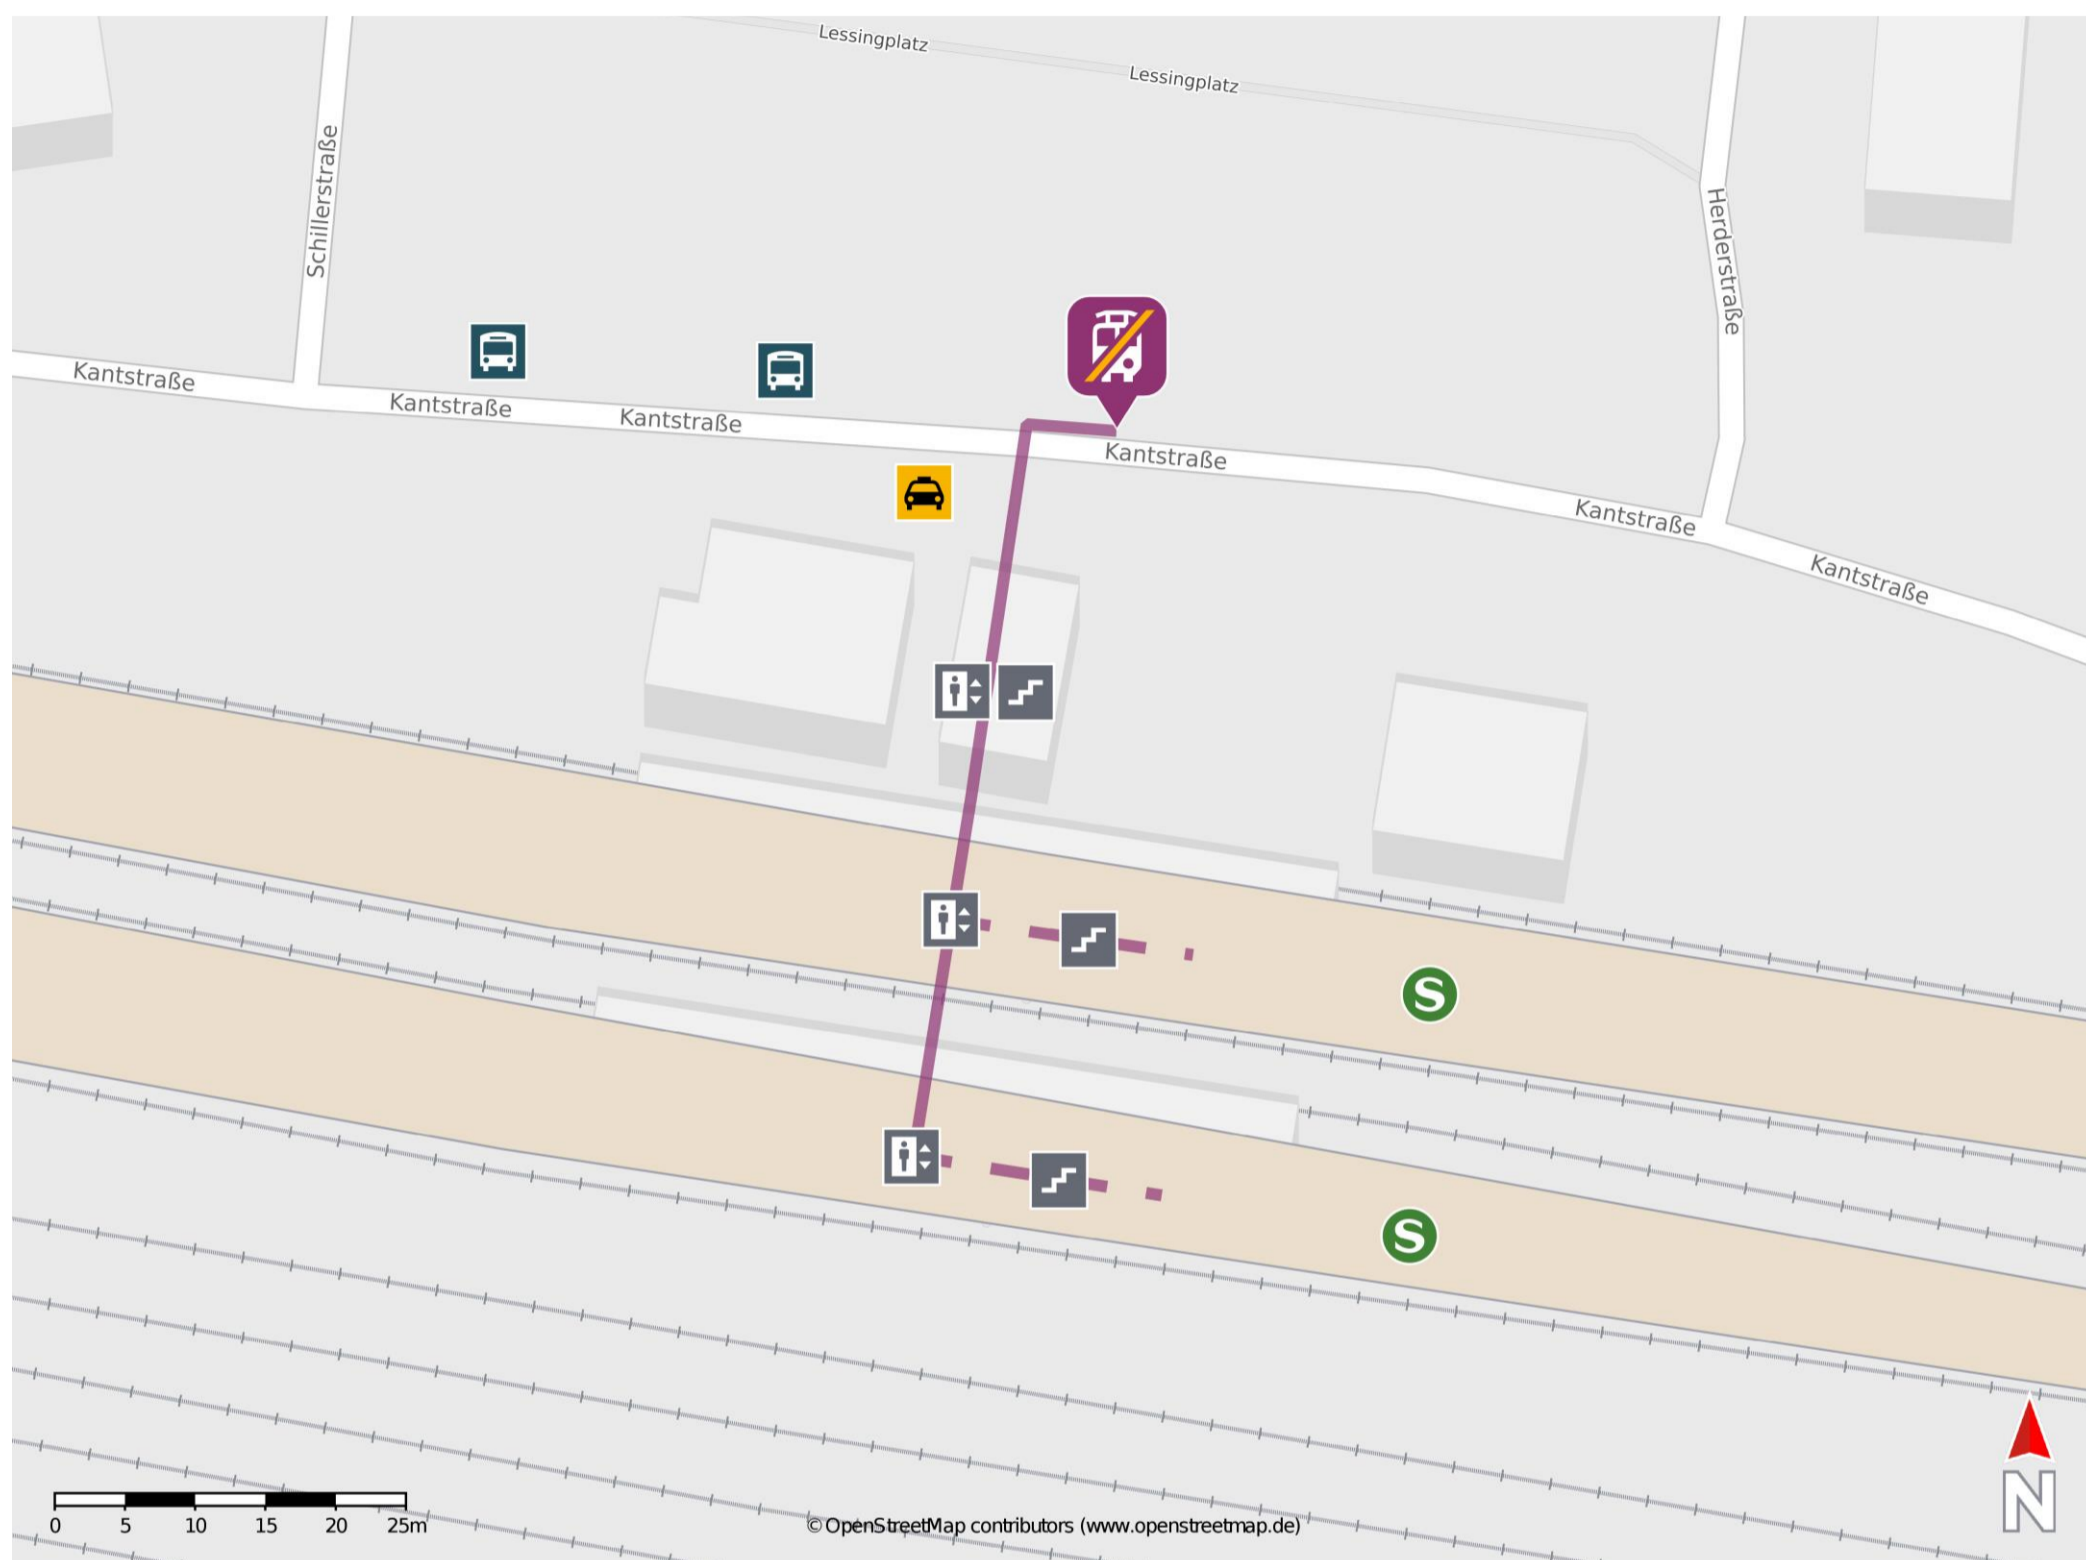 Lessingplatz
Lessingplatz
Schillerstraße
Herderstraße
Kantstraße
Kantstraße
Kantstraße
Kantstraße
Kantstraße
Kantstraße
S
S
N
0 5 10 15 20 25m
© OpenStreetMap contributors (www.openstreetmap.de)